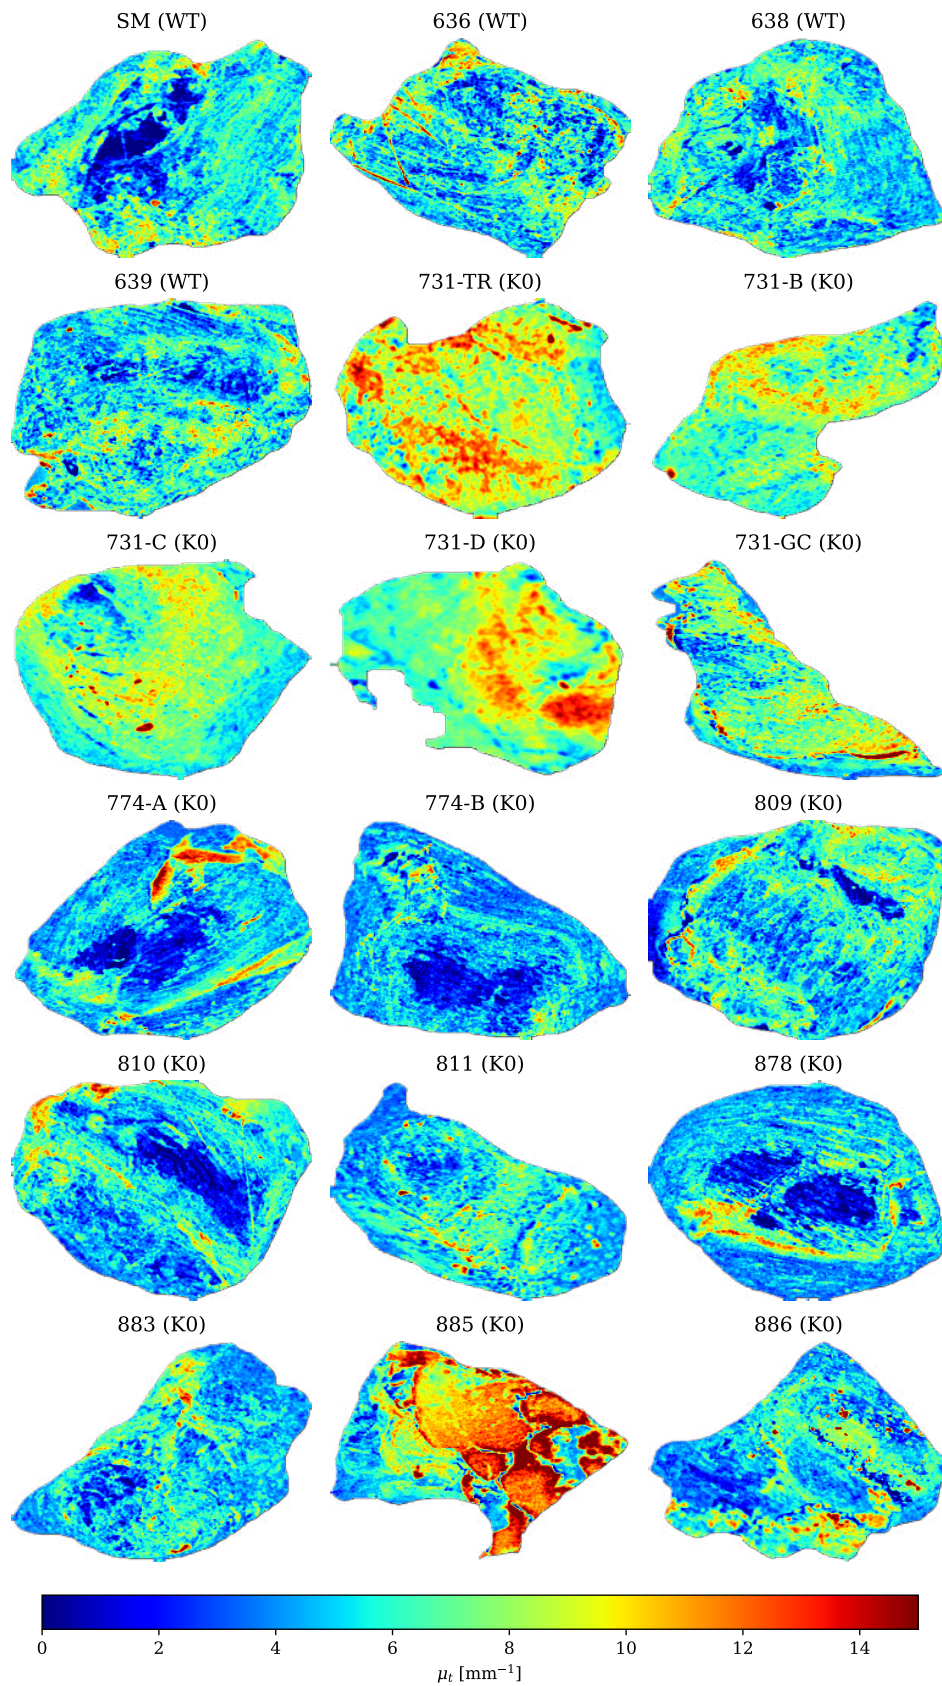 SM (WT) 636 (WT) 638 (WT)
639 (WT) 731-TR (K0) 731-B (K0)
731-C (K0) 731-D (K0) 731-GC (K0)
774-A (K0) 774-B (K0) 809 (K0)
810 (K0) 811 (K0) 878 (K0)
883 (K0) 885 (K0) 886 (K0)
0 2 4 6 8 10 12 14
μt [mm−1]